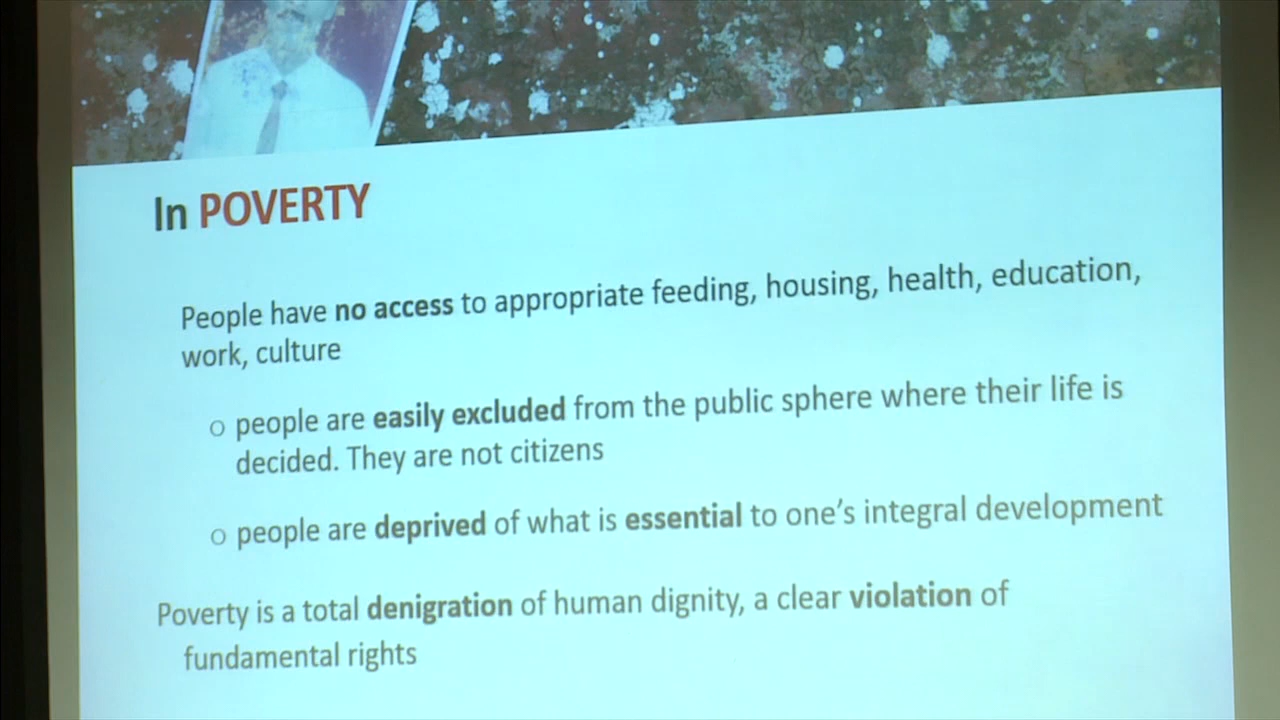 In POVERTY
People have no access to appropriate feeding, housing, health, education,
work, culture
o people are easily excluded from the public sphere where their life is
decided. They are not citizens
o people are deprived of what is essential to one's integral development
Poverty is a total denigration of human dignity, a clear violation of
fundamental rights